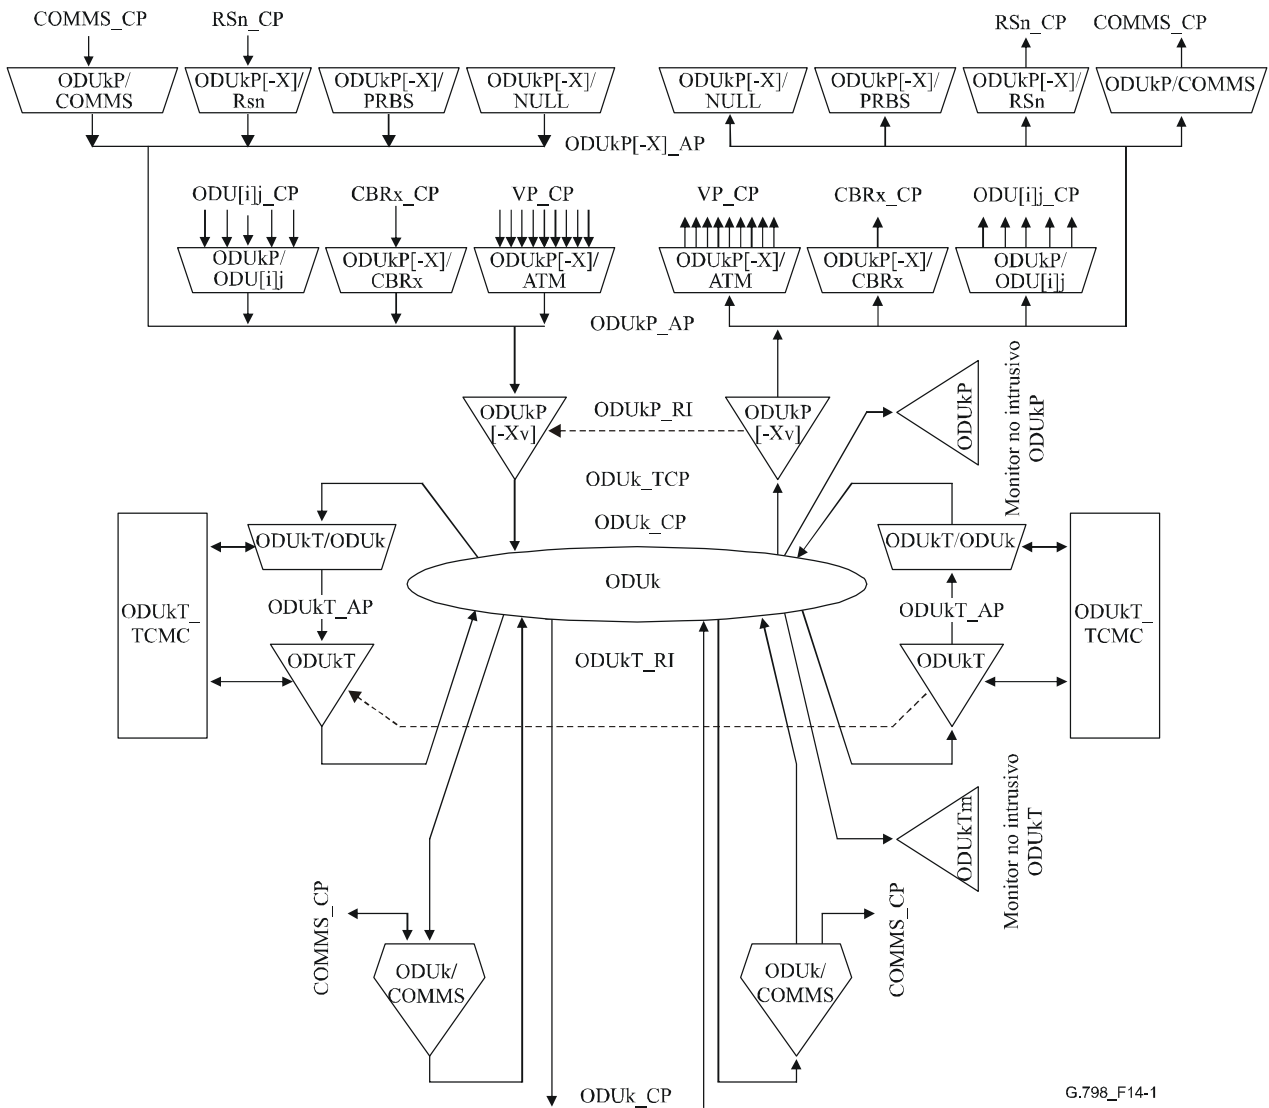 COMMS_CP
RSn_CP
RSn_CP
COMMS_CP
ODUkP/
COMMS
ODUkP[-X]/
Rsn
ODUkP[-X]/
PRBS
ODUkP[-X]/
NULL
ODUkP[-X]/
NULL
ODUkP[-X]/
PRBS
ODUkP[-X]/
RSn
ODUkP/COMMS
ODUkP[-X]_AP
ODU[i]j_CP
CBRx_CP
VP_CP
VP_CP
CBRx_CP
ODU[i]j_CP
ODUkP/
ODU[i]j
ODUkP[-X]/
CBRx
ODUkP[-X]/
ATM
ODUkP[-X]/
ATM
ODUkP[-X]/
CBRx
ODUkP/
ODU[i]j
ODUkP_AP
ODUkP
[-Xv]
ODUkP_RI
ODUkP
[-Xv]
ODUkP
Monitor no intrusivo
ODUkP
ODUk_TCP
ODUk_CP
ODUkT/ODUk
ODUkT/ODUk
ODUk
ODUkT_
TCMC
ODUkT_AP
ODUkT_AP
ODUkT_
TCMC
ODUkT
ODUkT_RI
ODUkT
ODUkTm
Monitor no intrusivo
ODUkT
COMMS_CP
ODUk/
COMMS
ODUk/
COMMS
COMMS_CP
ODUk_CP
G.798_F14-1